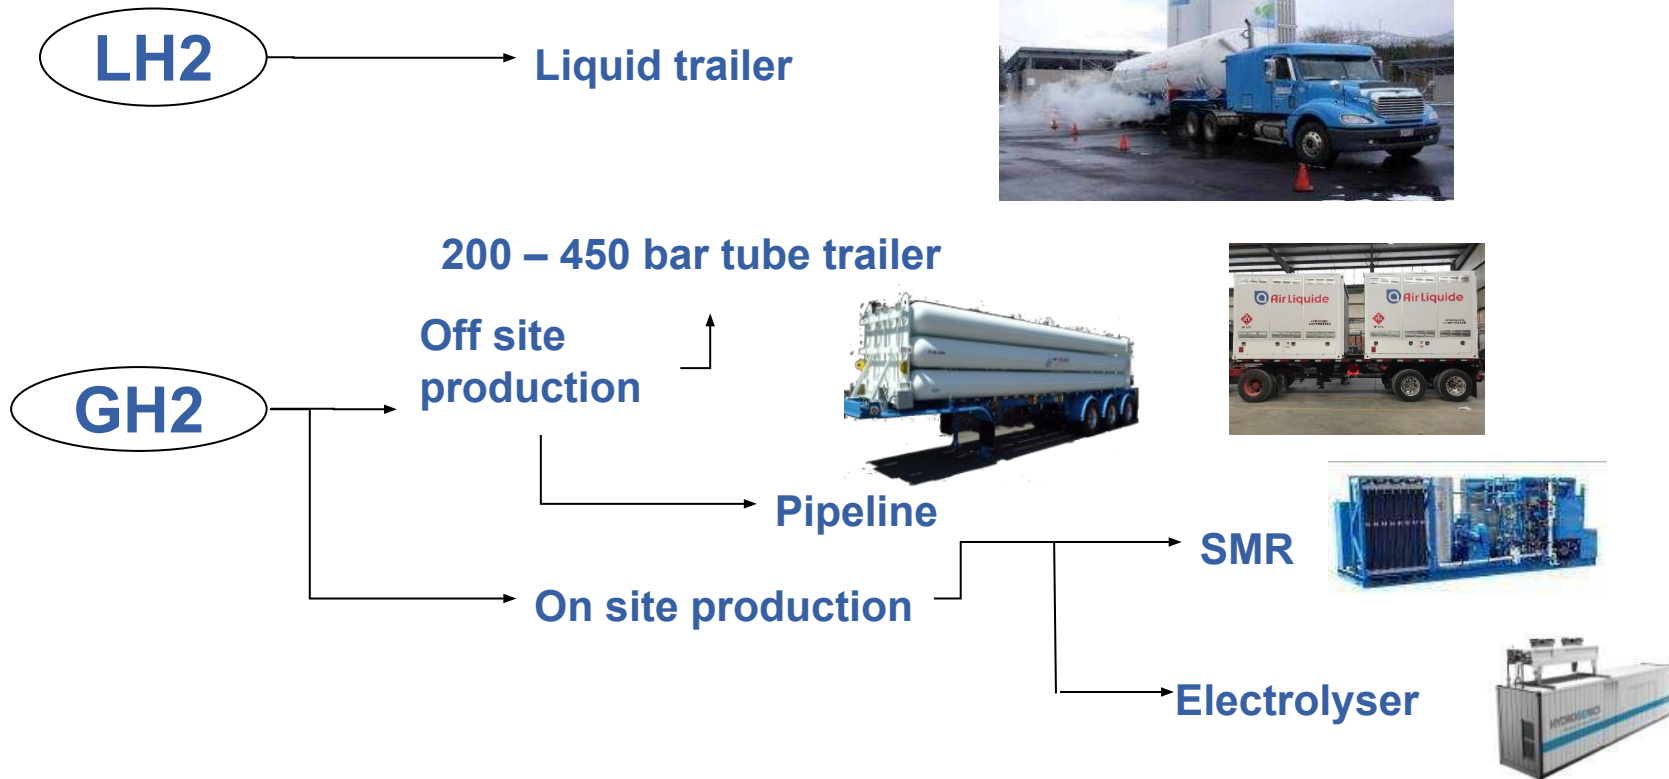 LH2
Liquid trailer
200 – 450 bar tube trailer
Air Liquide
Air Liquide
Off site
production
GH2
Pipeline
SMR
On site production
Electrolyser
HYDROGENICS